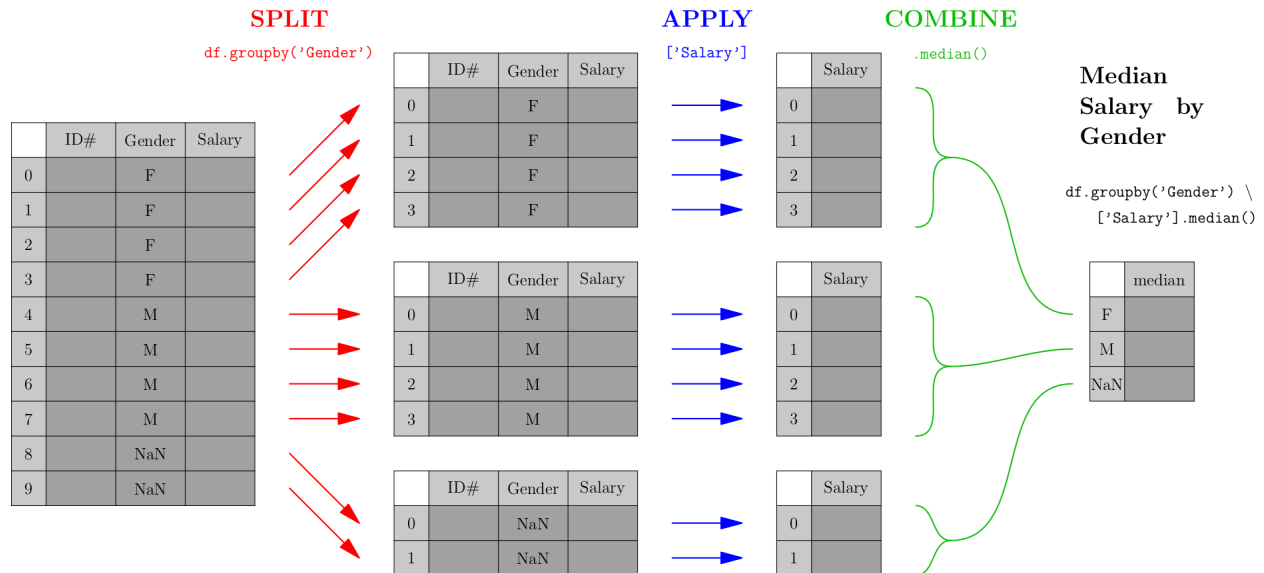 SPLIT
APPLY
COMBINE
df.groupby('Gender')
['Salary']
.median()
Median
Salary by
Gender
df.groupby('Gender') \
['Salary'].median()
ID# Gender Salary
0 F
1 F
2 F
3 F
4 M
5 M
6 M
7 M
8 NaN
9 NaN
ID# Gender Salary
0 F
1 F
2 F
3 F
ID# Gender Salary
0 M
1 M
2 M
3 M
ID# Gender Salary
0 NaN
1 NaN
Salary
0
1
2
3
Salary
0
1
2
3
Salary
0
1
median
F
M
NaN